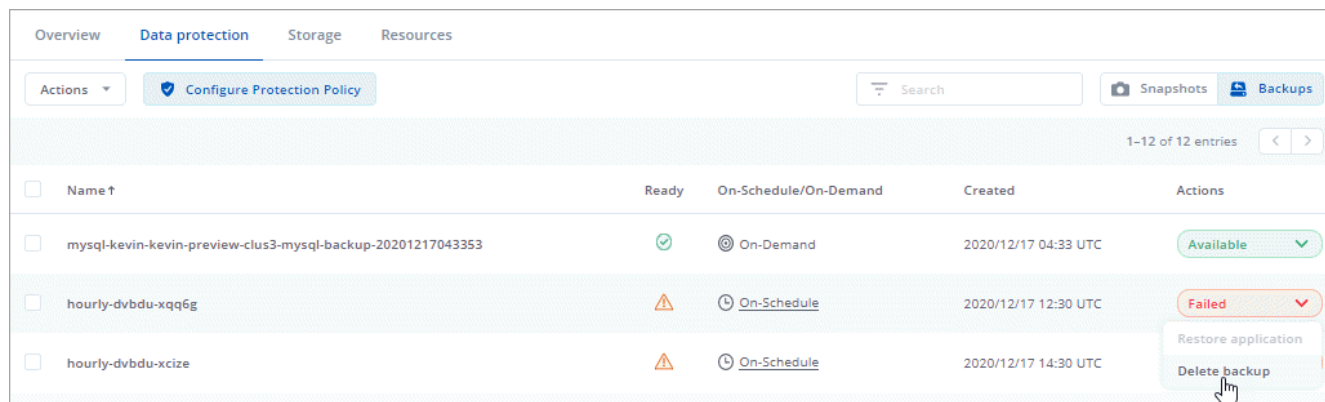 Overview Data protection Storage Resources
Actions Configure Protection Policy Search Snapshots Backups
1–12 of 12 entries
Name↑ Ready On-Schedule/On-Demand Created Actions
mysql-kevin-kevin-preview-clus3-mysql-backup-20201217043353 On-Demand 2020/12/17 04:33 UTC Available
hourly-dvbdu-xqq6g On-Schedule 2020/12/17 12:30 UTC Failed
Restore application
hourly-dvbdu-xcize On-Schedule 2020/12/17 14:30 UTC
Delete backup